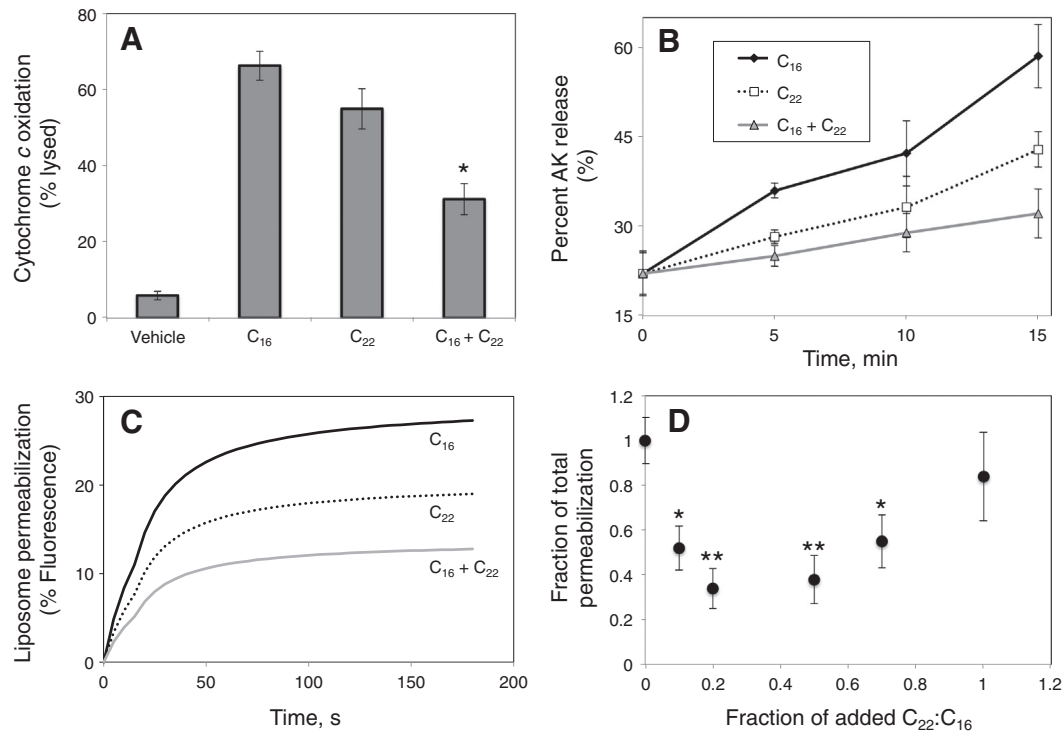 A
Cytochrome c oxidation
(% lysed)
80
60
40
20
0
*
Vehicle
C16
C22
C16 + C22
B
Percent AK release
(%)
60
45
30
15
C16
C22
C16 + C22
0
5
10
15
Time, min
C
Liposome permeabilization
(% Fluorescence)
30
20
10
0
C16
C22
C16 + C22
0
50
100
150
200
Time, s
D
Fraction of total
permeabilization
1.2
1
0.8
0.6
0.4
0.2
0
*
**
**
*
0
0.2
0.4
0.6
0.8
1
1.2
Fraction of added C22:C16